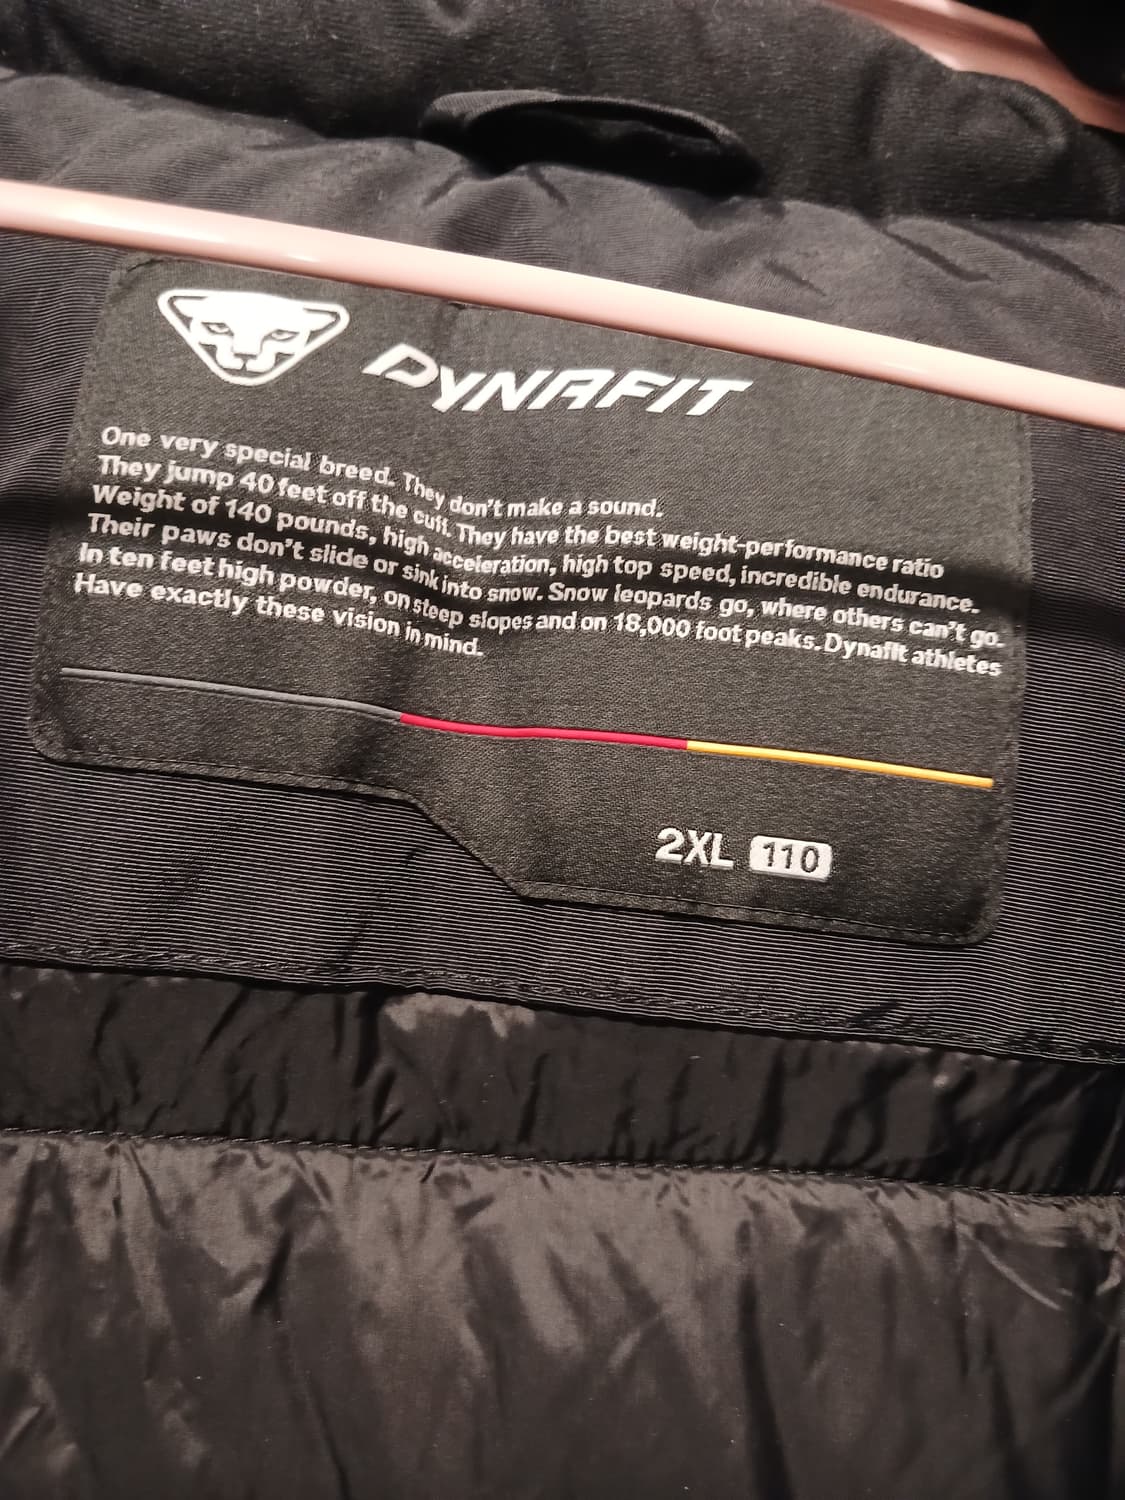 DYNAFIT
One very special breed. They don't make a sound.
They jump 40 feet off the cuff. They have the best weight-performance ratio
Weight of 140 pounds, high acceleration, high top speed, incredible endurance.
Their paws don't slide or sink into snow. Snow leopards go, where others can't go.
In ten feet high powder, on steep slopes and on 18,000 foot peaks. Dynafit athletes
Have exactly these vision in mind.
2XL 110